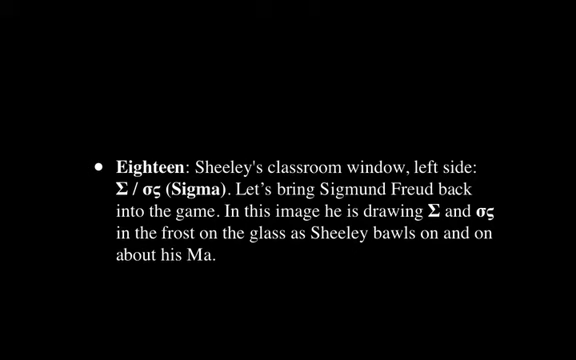 • Eighteen: Sheeley's classroom window, left side:
Σ / σς (Sigma). Let’s bring Sigmund Freud back
into the game. In this image he is drawing Σ and σς
in the frost on the glass as Sheeley bawls on and on
about his Ma.